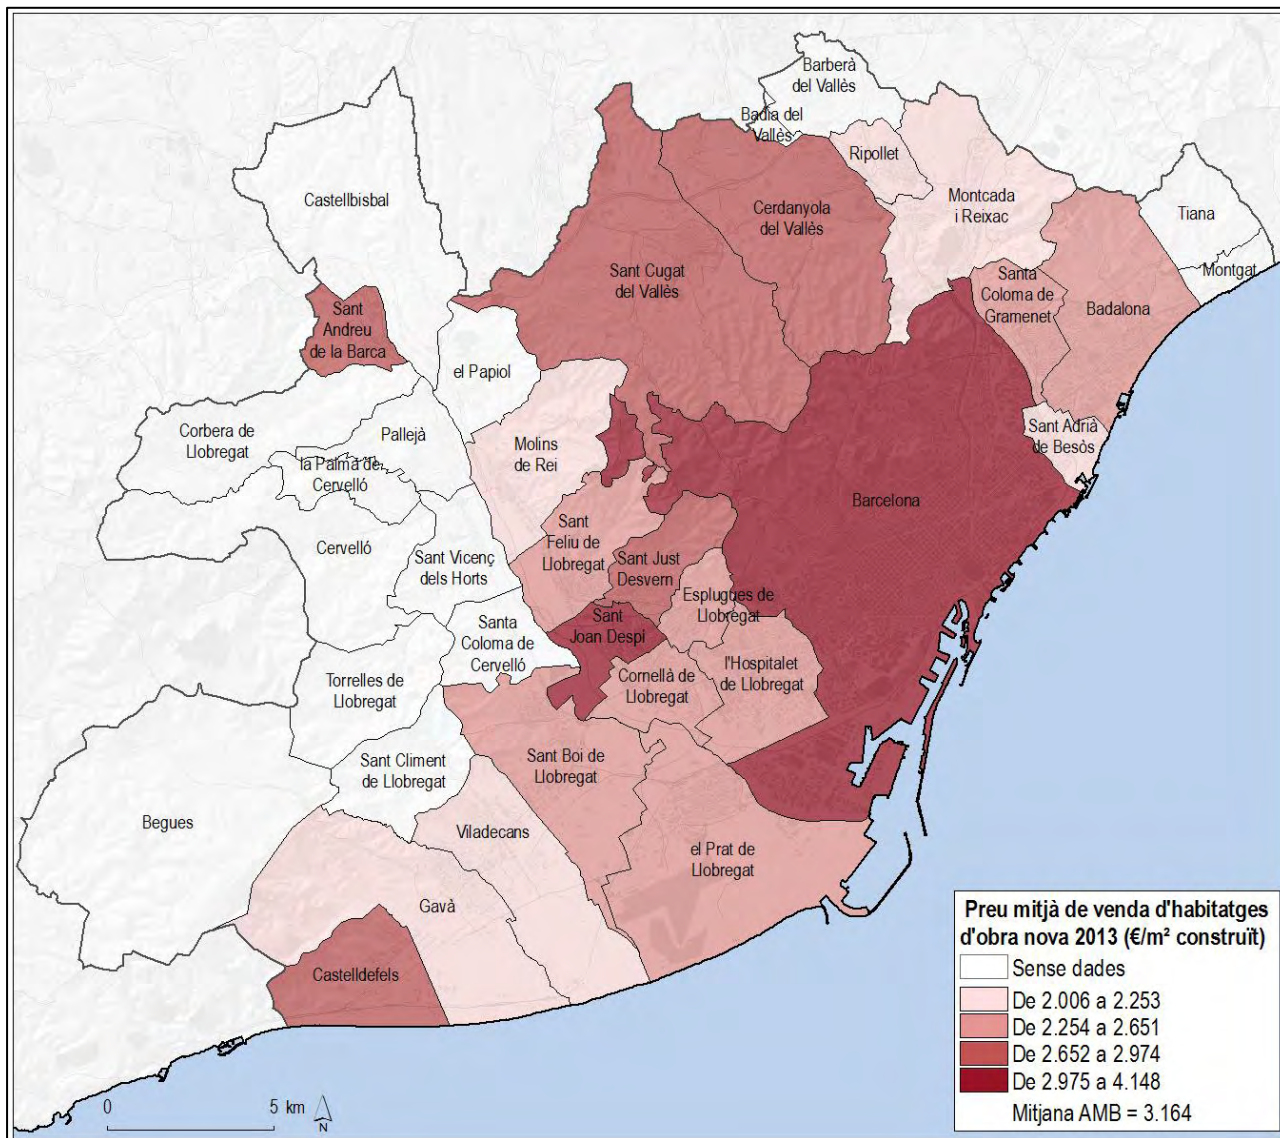 Barberà
del Vallès
Badia del
Vallès
Ripollet
Castellbisbal
Montcada
i Reixac
Tiana
Cerdanyola
del Vallès
Montgat
Sant Cugat
del Vallès
Santa
Coloma de
Gramenet
Badalona
Sant
Andreu
de la Barca
el Papiol
Corbera de
Llobregat
Pallejà
Molins
de Rei
Sant Adrià
de Besòs
la Palma de
Cervelló
Barcelona
Cervelló
Sant
Feliu de
Llobregat
Sant Vicenç
dels Horts
Sant Just
Desvern
Esplugues de
Llobregat
Sant
Joan Despí
Santa
Coloma de
Cervelló
l'Hospitalet
de Llobregat
Cornellà de
Llobregat
Torrelles de
Llobregat
Sant Climent
de Llobregat
Sant Boi de
Llobregat
Begues
Viladecans
el Prat de
Llobregat
Gavà
Castelldefels
Preu mitjà de venda d'habitatges
d'obra nova 2013 (€/m² construït)
Sense dades
De 2.006 a 2.253
De 2.254 a 2.651
De 2.652 a 2.974
De 2.975 a 4.148
Mitjana AMB = 3.164
0 5 km
N